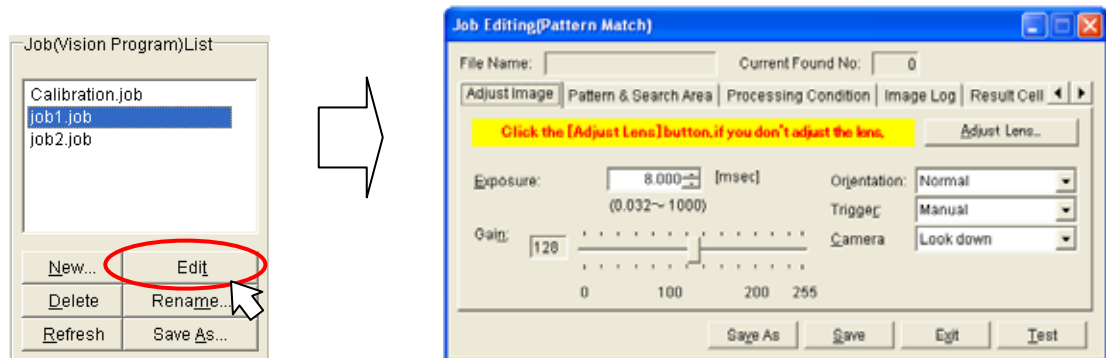 Job(Vision Program)List
Calibration.job
job1.job
job2.job
New...
Edit
Delete
Rename...
Refresh
Save As...
Job Editing(Pattern Match)
File Name:
Current Found No: 0
Adjust Image
Pattern & Search Area
Processing Condition
Image Log
Result Cell
Click the [Adjust Lens]button,if you don't adjust the lens.
Adjust Lens...
Exposure: 8.000 [msec]
Orientation: Normal
(0.032~ 1000)
Trigger: Manual
Gain: 128
Camera Look down
0 100 200 255
Save As
Save
Exit
Test